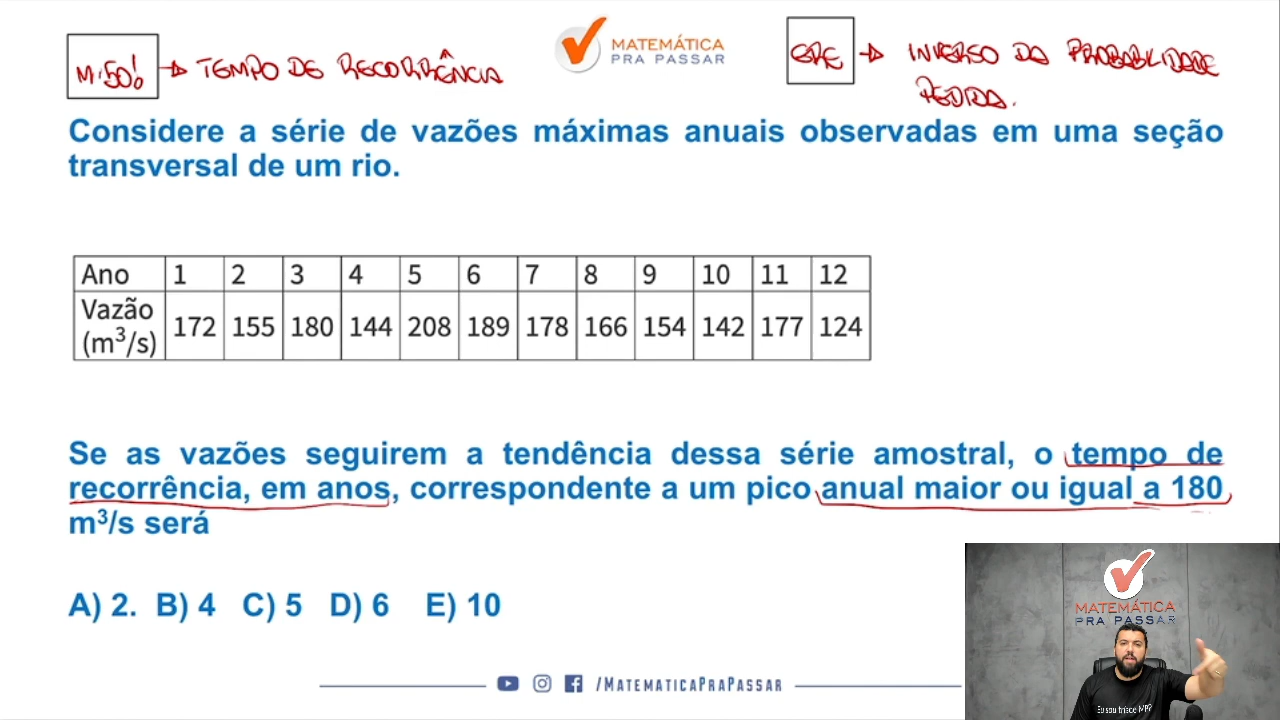 M.50! → TEMPO DE RECORRÊNCIA
MATEMÁTICA
PRA PASSAR
→ INVERSO DA PROBABILIDADE
PEDIDA.
Considere a série de vazões máximas anuais observadas em uma seção
transversal de um rio.
Ano 1 2 3 4 5 6 7 8 9 10 11 12
Vazão (m³/s) 172 155 180 144 208 189 178 166 154 142 177 124
Se as vazões seguirem a tendência dessa série amostral, o tempo de
recorrência, em anos, correspondente a um pico anual maior ou igual a 180
m³/s será
A) 2. B) 4 C) 5 D) 6 E) 10
MATEMÁTICA
PRA PASSAR
/MATEMATICAPRAPASSAR